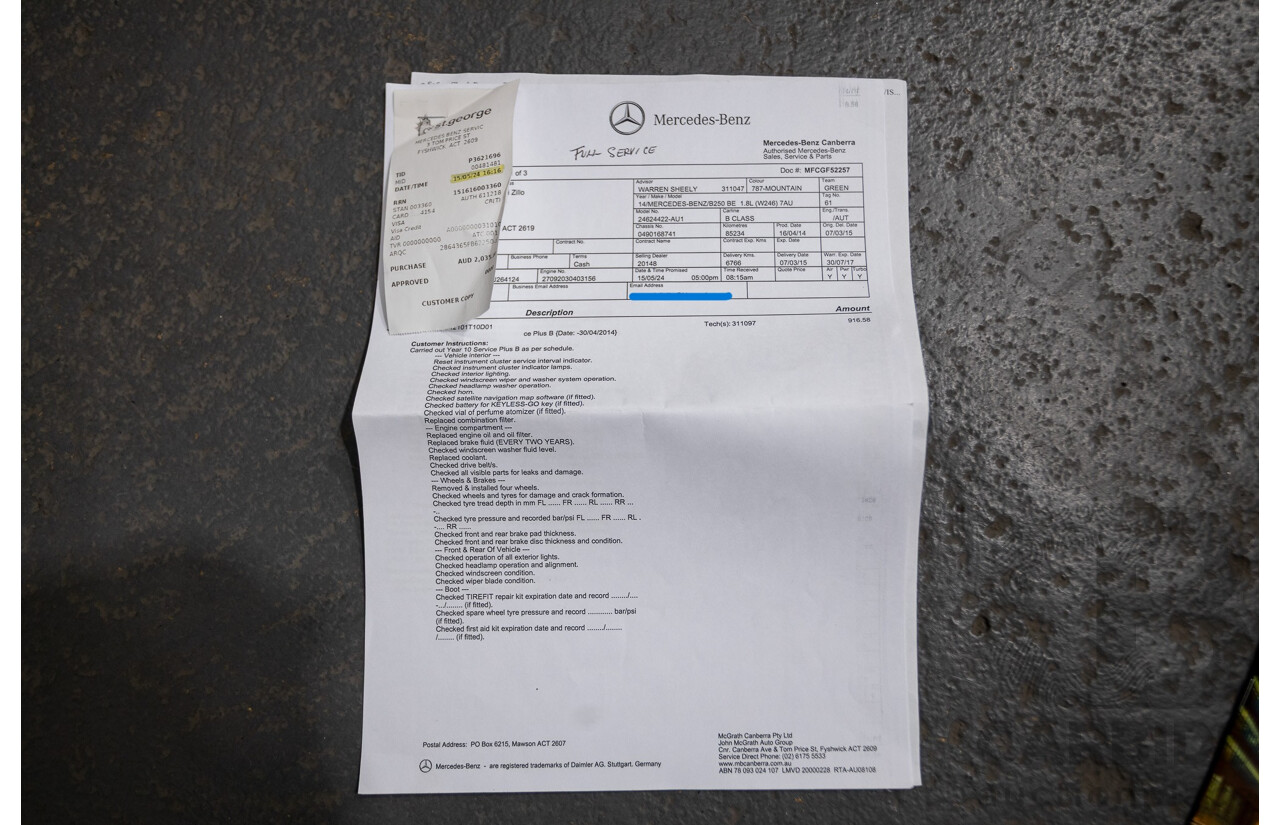 st.george
MERCEDES-BENZ SERVIC
TOM PRICE ST
FYSHWICK, ACT 2609
P3621696
TID 00481481
MID
DATE/TIME 15/05/24 16:16
RRN 151616003360
STAN 003360 AUTH 611218
CARD 4154 CRITI
VISA
Visa Credit
AID
TVR 0000000000
ARQC
PURCHASE AUD 2,035
APPROVED
CUSTOMER COPY
Mercedes-Benz
FULL SERVICE
Mercedes-Benz Canberra
Authorised Mercedes-Benz
Sales, Service & Parts
of 3
Doc #: MFCGF52257
Zillo
ACT 2619
Advisor Colour Team
WARREN SHEELY 311047 787-MOUNTAIN GREEN
Year / Make / Model Tag No.
14/MERCEDES-BENZ/B250 BE 1.8L (W246) 7AU 61
Model No. Carline Eng./Trans.
24624422-AU1 B CLASS /AUT
Chassis No. Kilometres Prod. Date Orig. Del. Date
0490168741 85234 16/04/14 07/03/15
Contract No. Contract Name Contract Exp. Kms Exp. Date
Business Phone Terms Selling Dealer Delivery Kms. Delivery Date Warr. Exp. Date
Cash 20148 6766 07/03/15 30/07/17
Engine No. Date & Time Promised Time Received Quote Price Air Pwr Turbo
264124 27092030403156 15/05/24 05:00pm 08:15am Y Y Y
Business Email Address Email Address
Description Amount
101T10D01 Tech(s): 311097 916.56
ce Plus B {Date: -30/04/2014}
Customer Instructions:
Carried out Year 10 Service Plus B as per schedule.
--- Vehicle interior ---
Reset instrument cluster service interval indicator.
Checked instrument cluster indicator lamps.
Checked interior lighting.
Checked windscreen wiper and washer system operation.
Checked headlamp washer operation.
Checked horn.
Checked satellite navigation map software (if fitted).
Checked battery for KEYLESS-GO key (if fitted).
Checked vial of perfume atomizer (if fitted).
Replaced combination filter.
--- Engine compartment ---
Replaced engine oil and oil filter.
Replaced brake fluid (EVERY TWO YEARS).
Checked windscreen washer fluid level.
Replaced coolant.
Checked drive belt/s.
Checked all visible parts for leaks and damage.
--- Wheels & Brakes ---
Removed & installed four wheels.
Checked wheels and tyres for damage and crack formation.
Checked tyre tread depth in mm FL ...... FR ...... RL ...... RR ...
-..
Checked tyre pressure and recorded bar/psi FL ...... FR ...... RL .
-.... RR ......
Checked front and rear brake pad thickness.
Checked front and rear brake disc thickness and condition.
--- Front & Rear Of Vehicle ---
Checked operation of all exterior lights.
Checked headlamp operation and alignment.
Checked windscreen condition.
Checked wiper blade condition.
--- Boot ---
Checked TIREFIT repair kit expiration date and record ......../....
-.../........ (if fitted).
Checked spare wheel tyre pressure and record ............ bar/psi
(if fitted).
Checked first aid kit expiration date and record ......../........
/........ (if fitted).
Postal Address: PO Box 6215, Mawson ACT 2607
Mercedes-Benz - are registered trademarks of Daimler AG. Stuttgart. Germany
McGrath Canberra Pty Ltd
John McGrath Auto Group
Cnr. Canberra Ave & Tom Price St, Fyshwick ACT 2609
Service Direct Phone: (02) 6175 5533
www.mbcanberra.com.au
ABN 76 093 024 107 LMVD 20000228 RTA-AU08108